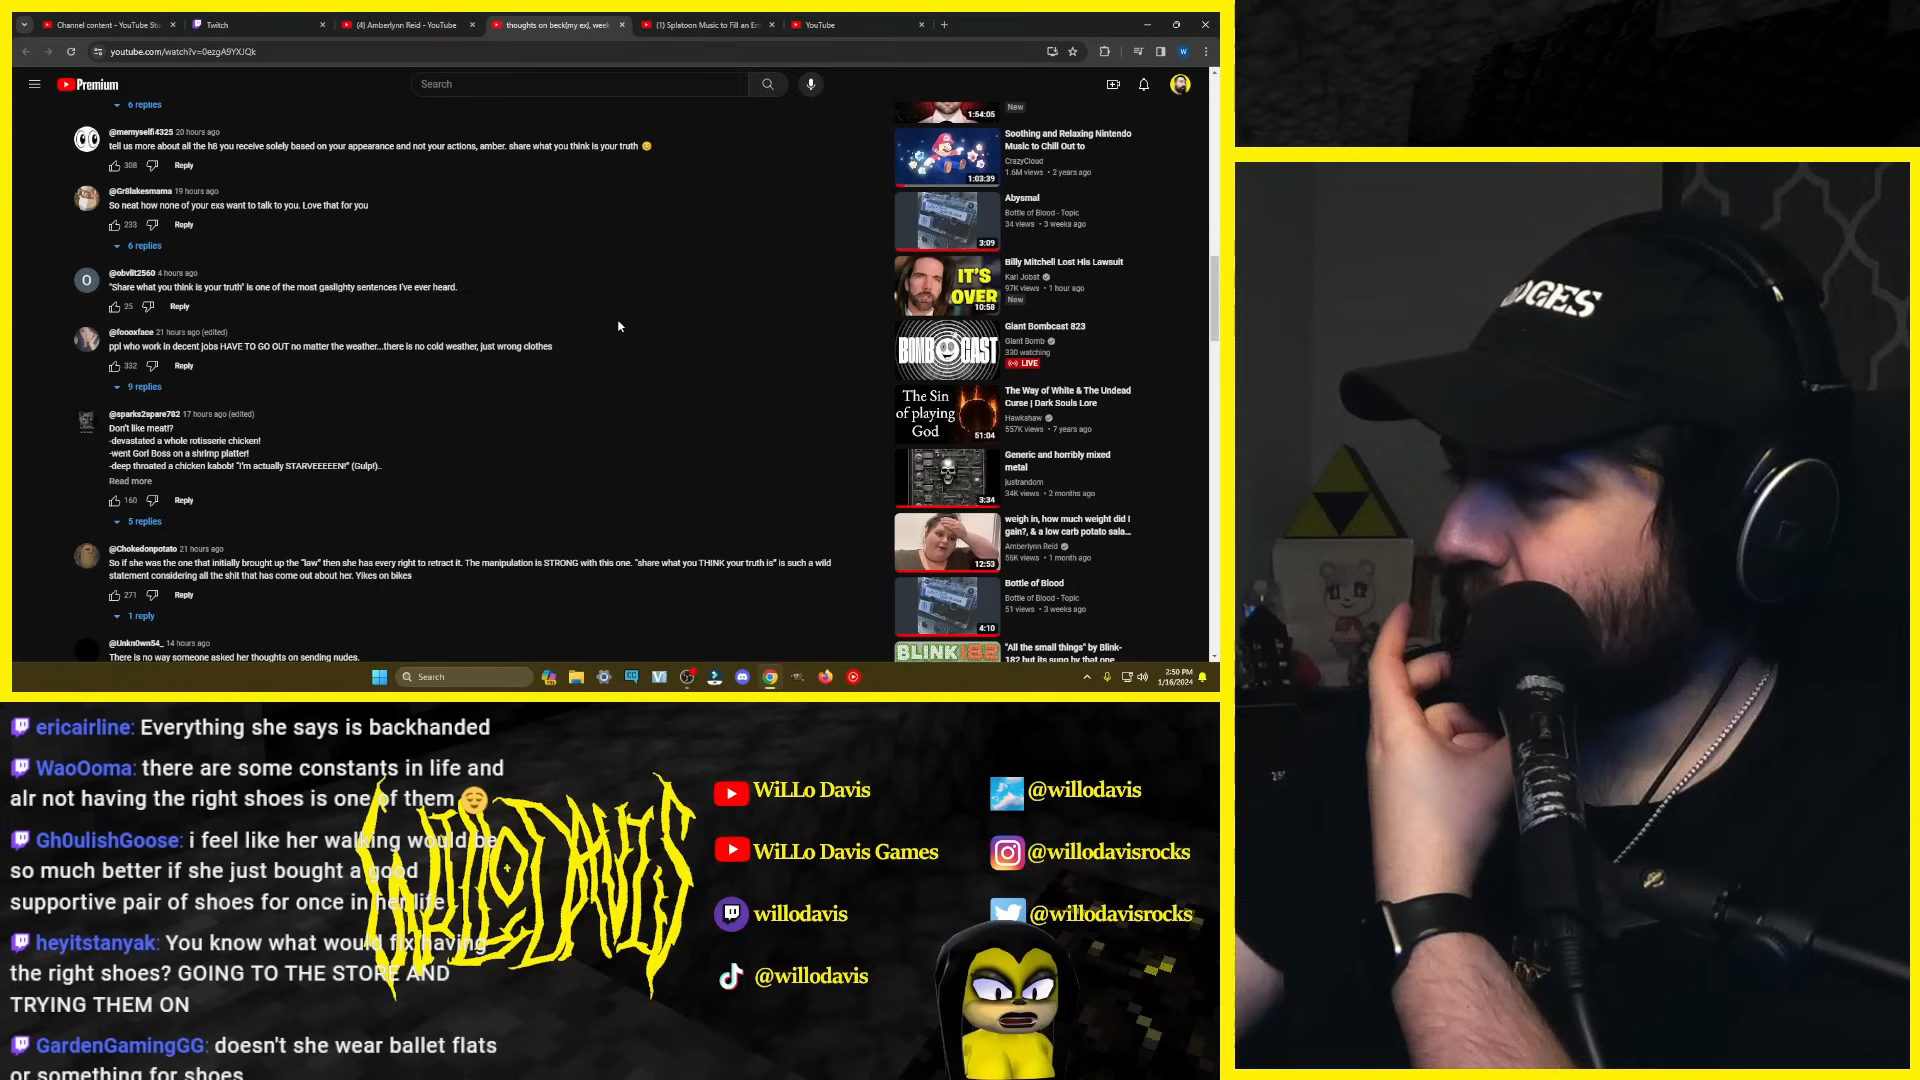 Channel content - YouTube Stu
Twitch
(4) Amberlynn Reid - YouTube
thoughts on beck(my ex), week
(1) Splatoon Music to Fill an Em
YouTube
youtube.com/watch?v=0ezgA9YXJQk
Premium
Search
6 replies
@memyselfi4325 20 hours ago
tell us more about all the h8 you receive solely based on your appearance and not your actions, amber. share what you think is your truth
308 Reply
@Gr8lakesmama 19 hours ago
So neat how none of your exs want to talk to you. Love that for you
233 Reply
6 replies
O
@obvlit2560 4 hours ago
"Share what you think is your truth" is one of the most gaslighty sentences I've ever heard.
25 Reply
@foooxface 21 hours ago (edited)
ppl who work in decent jobs HAVE TO GO OUT no matter the weather...there is no cold weather, just wrong clothes
332 Reply
9 replies
@sparks2spare782 17 hours ago (edited)
Don't like meat!?
-devastated a whole rotisserie chicken!
-went Gorl Boss on a shrimp platter!
-deep throated a chicken kabob! "I'm actually STARVEEEEEN!" (Gulp!)..
Read more
160 Reply
5 replies
@Chokedonpotato 21 hours ago
So if she was the one that initially brought up the "law" then she has every right to retract it. The manipulation is STRONG with this one. "share what you THINK your truth is" is such a wild
statement considering all the shit that has come out about her. Yikes on bikes
271 Reply
1 reply
@Unkn0wn54_ 14 hours ago
There is no way someone asked her thoughts on sending nudes.
1:54:05
New
1:03:39
Soothing and Relaxing Nintendo
Music to Chill Out to
CrazyCloud
1.6M views • 2 years ago
3:09
Abysmal
Bottle of Blood - Topic
34 views • 3 weeks ago
IT'S
OVER
10:58
Billy Mitchell Lost His Lawsuit
Karl Jobst
97K views • 1 hour ago
New
BOMBCAST
Giant Bombcast 823
Giant Bomb
330 watching
LIVE
The Sin
of playing
God
51:04
The Way of White & The Undead
Curse | Dark Souls Lore
Hawkshaw
557K views • 7 years ago
3:34
Generic and horribly mixed
metal
justrandom
34K views • 2 months ago
12:53
weigh in, how much weight did I
gain?, & a low carb potato sala...
Amberlynn Reid
56K views • 1 month ago
4:10
Bottle of Blood
Bottle of Blood - Topic
51 views • 3 weeks ago
BLINK182
"All the small things" by Blink-
182 but its sung by that one
Search
2:50 PM
1/16/2024
ericairline: Everything she says is backhanded
WaoOoma: there are some constants in life and
alr not having the right shoes is one of them
Gh0ulishGoose: i feel like her walking would be
so much better if she just bought a good
supportive pair of shoes for once in her life
heyitstanyak: You know what would fix having
the right shoes? GOING TO THE STORE AND
TRYING THEM ON
GardenGamingGG: doesn't she wear ballet flats
or something for shoes
WILLO DAVIS
WiLLo Davis
WiLLo Davis Games
willodavis
@willodavis
@willodavis
@willodavisrocks
@willodavisrocks